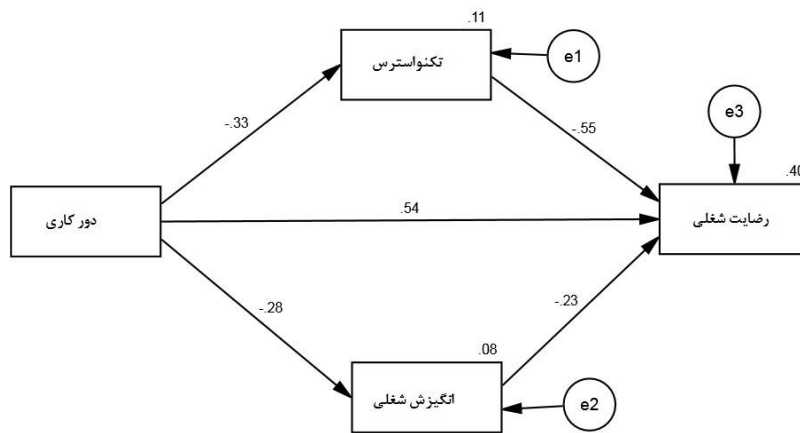 .11
تکنواسترس
e1
-.33
-.55
e3
.40
دور کاری
.54
رضایت شغلی
-.28
-.23
.08
انگیزش شغلی
e2